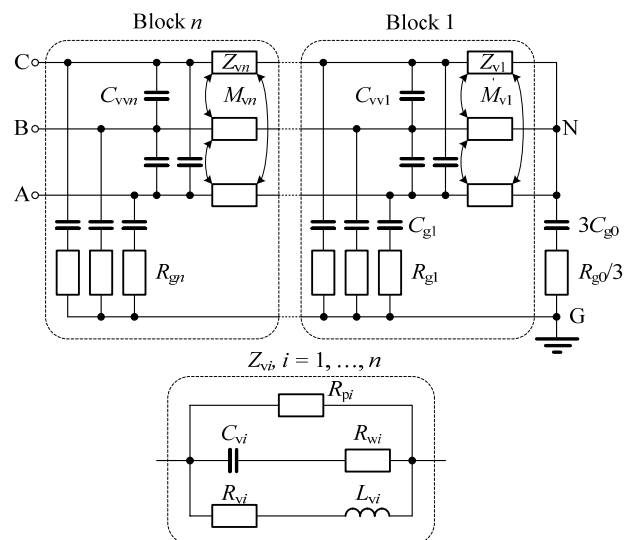 Block n Block 1
C Z_vn Z_v1
C_vvn M_vn C_vv1 M_v1
B N
A
C_g1 3C_g0
R_gn R_g1 R_g0/3
G
Z_vi, i = 1, …, n
R_pi
C_vi R_wi
R_vi L_vi